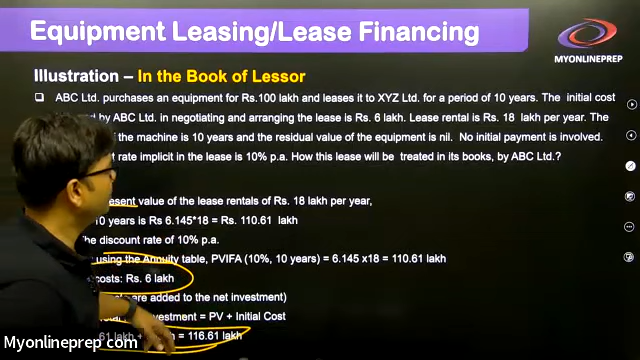 Equipment Leasing/Lease Financing
MYONLINEPREP
Illustration – In the Book of Lessor
ABC Ltd. purchases an equipment for Rs.100 lakh and leases it to XYZ Ltd. for a period of 10 years. The initial cost
by ABC Ltd. in negotiating and arranging the lease is Rs. 6 lakh. Lease rental is Rs. 18 lakh per year. The
of the machine is 10 years and the residual value of the equipment is nil. No initial payment is involved.
rate implicit in the lease is 10% p.a. How this lease will be treated in its books, by ABC Ltd.?
value of the lease rentals of Rs. 18 lakh per year,
10 years is Rs 6.145*18 = Rs. 110.61 lakh
The discount rate of 10% p.a.
using the Annuity table, PVIFA (10%, 10 years) = 6.145 x18 = 110.61 lakh
costs: Rs. 6 lakh
are added to the net investment)
investment = PV + Initial Cost
61 lakh + = 116.61 lakh
Myonlineprep.com